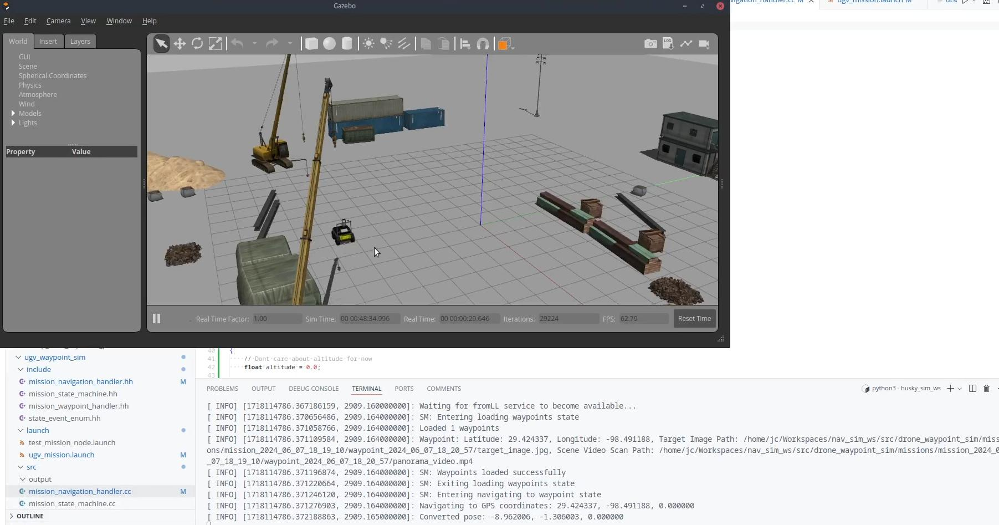 Gazebo
navigation_handler.cc M
ugv_mission.launch M
File Edit Camera View Window Help
World Insert Layers
LOG
GUI
Scene
Spherical Coordinates
Physics
Atmosphere
Wind
Models
Lights
Property Value
Real Time Factor: 1.00 Sim Time: 00 00:48:34.996 Real Time: 00 00:00:29.646 Iterations: 29224 FPS: 62.79 Reset Time
ugv_waypoint_sim
include
mission_navigation_handler.hh M
mission_state_machine.hh
mission_waypoint_handler.hh
state_event_enum.hh
launch
test_mission_node.launch
ugv_mission.launch M
src
output
mission_navigation_handler.cc M
mission_state_machine.cc
OUTLINE
40 {
41 // Dont care about altitude for now
42 float altitude = 0.0;
43
PROBLEMS OUTPUT DEBUG CONSOLE TERMINAL PORTS COMMENTS
python3 - husky_sim_ws
[ INFO] [1718114786.367186159, 2909.160000000]: Waiting for fromLL service to become available...
[ INFO] [1718114786.370656486, 2909.164000000]: SM: Entering loading waypoints state
[ INFO] [1718114786.371058766, 2909.164000000]: Loaded 1 waypoints
[ INFO] [1718114786.371109584, 2909.164000000]: Waypoint: Latitude: 29.424337, Longitude: -98.491188, Target Image Path: /home/jc/Workspaces/nav_sim_ws/src/drone_waypoint_sim/miss
ons/mission_2024_06_07_18_19_10/waypoint_2024_06_07_18_20_57/target_image.jpg, Scene Video Scan Path: /home/jc/Workspaces/nav_sim_ws/src/drone_waypoint_sim/missions/mission_2024_0
_07_18_19_10/waypoint_2024_06_07_18_20_57/panorama_video.mp4
[ INFO] [1718114786.371196874, 2909.164000000]: SM: Waypoints loaded successfully
[ INFO] [1718114786.371220664, 2909.164000000]: SM: Exiting loading waypoints state
[ INFO] [1718114786.371246120, 2909.164000000]: SM: Entering navigating to waypoint state
[ INFO] [1718114786.371276903, 2909.164000000]: Navigating to GPS coordinates: 29.424337, -98.491188, 0.000000
[ INFO] [1718114786.372188863, 2909.165000000]: Converted pose: -8.962006, -1.306003, 0.000000